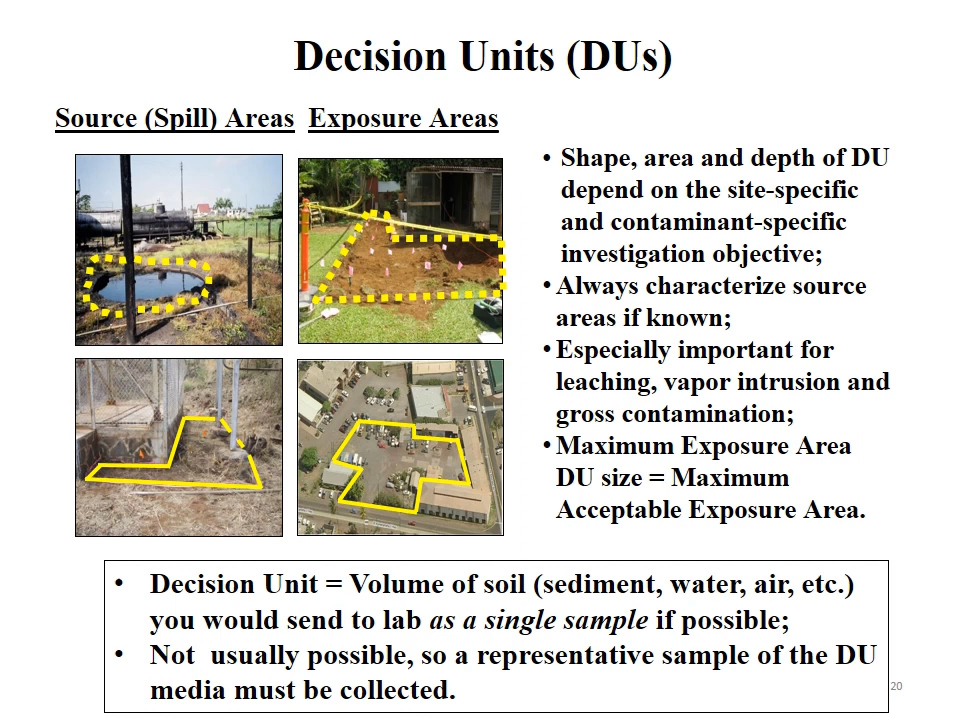 Decision Units (DUs)
Source (Spill) Areas  Exposure Areas
• Shape, area and depth of DU
depend on the site-specific
and contaminant-specific
investigation objective;
• Always characterize source
areas if known;
• Especially important for
leaching, vapor intrusion and
gross contamination;
• Maximum Exposure Area
DU size = Maximum
Acceptable Exposure Area.
• Decision Unit = Volume of soil (sediment, water, air, etc.)
you would send to lab as a single sample if possible;
• Not usually possible, so a representative sample of the DU
media must be collected.
20